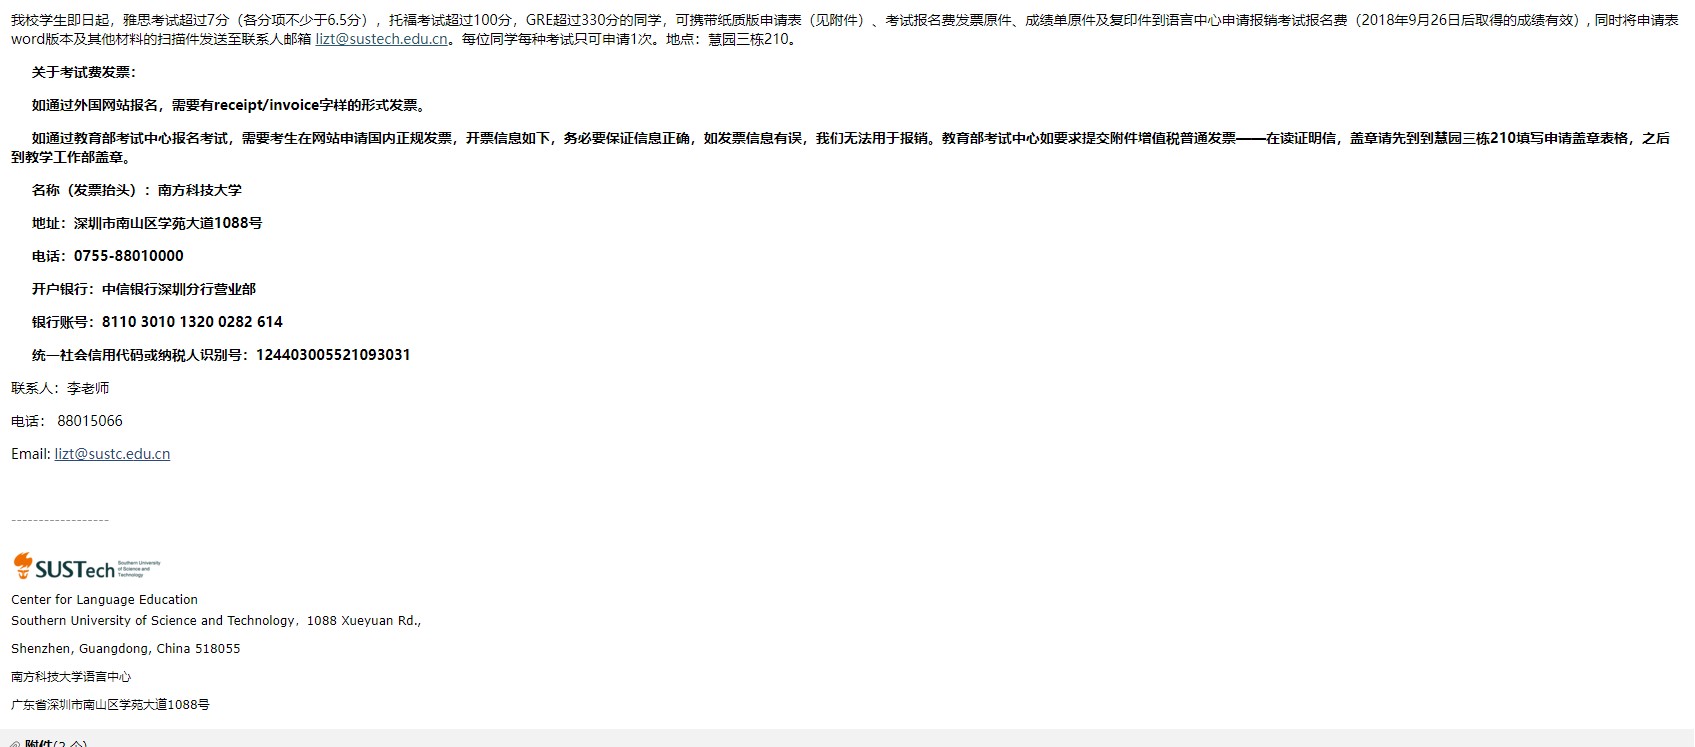 我校学生即日起，雅思考试超过7分（各分项不少于6.5分），托福考试超过100分，GRE超过330分的同学，可携带纸质版申请表（见附件）、考试报名费发票原件、成绩单原件及复印件到语言中心申请报销考试报名费（2018年9月26日后取得的成绩有效），同时将申请表
word版本及其他材料的扫描件发送至联系人邮箱 lizt@sustech.edu.cn。每位同学每种考试只可申请1次。地点：慧园三栋210。
关于考试费发票：
如通过外国网站报名，需要有receipt/invoice字样的形式发票。
如通过教育部考试中心报名考试，需要考生在网站申请国内正规发票，开票信息如下，务必要保证信息正确，如发票信息有误，我们无法用于报销。教育部考试中心如要求提交附件增值税普通发票——在读证明信，盖章请先到到慧园三栋210填写申请盖章表格，之后
到教学工作部盖章。
名称（发票抬头）：南方科技大学
地址：深圳市南山区学苑大道1088号
电话：0755-88010000
开户银行：中信银行深圳分行营业部
银行账号：8110 3010 1320 0282 614
统一社会信用代码或纳税人识别号：124403005521093031
联系人：李老师
电话： 88015066
Email: lizt@sustc.edu.cn
------------------
SUSTech Southern University
of Science and
Technology
Center for Language Education
Southern University of Science and Technology，1088 Xueyuan Rd.,
Shenzhen, Guangdong, China 518055
南方科技大学语言中心
广东省深圳市南山区学苑大道1088号
附件(2 个)